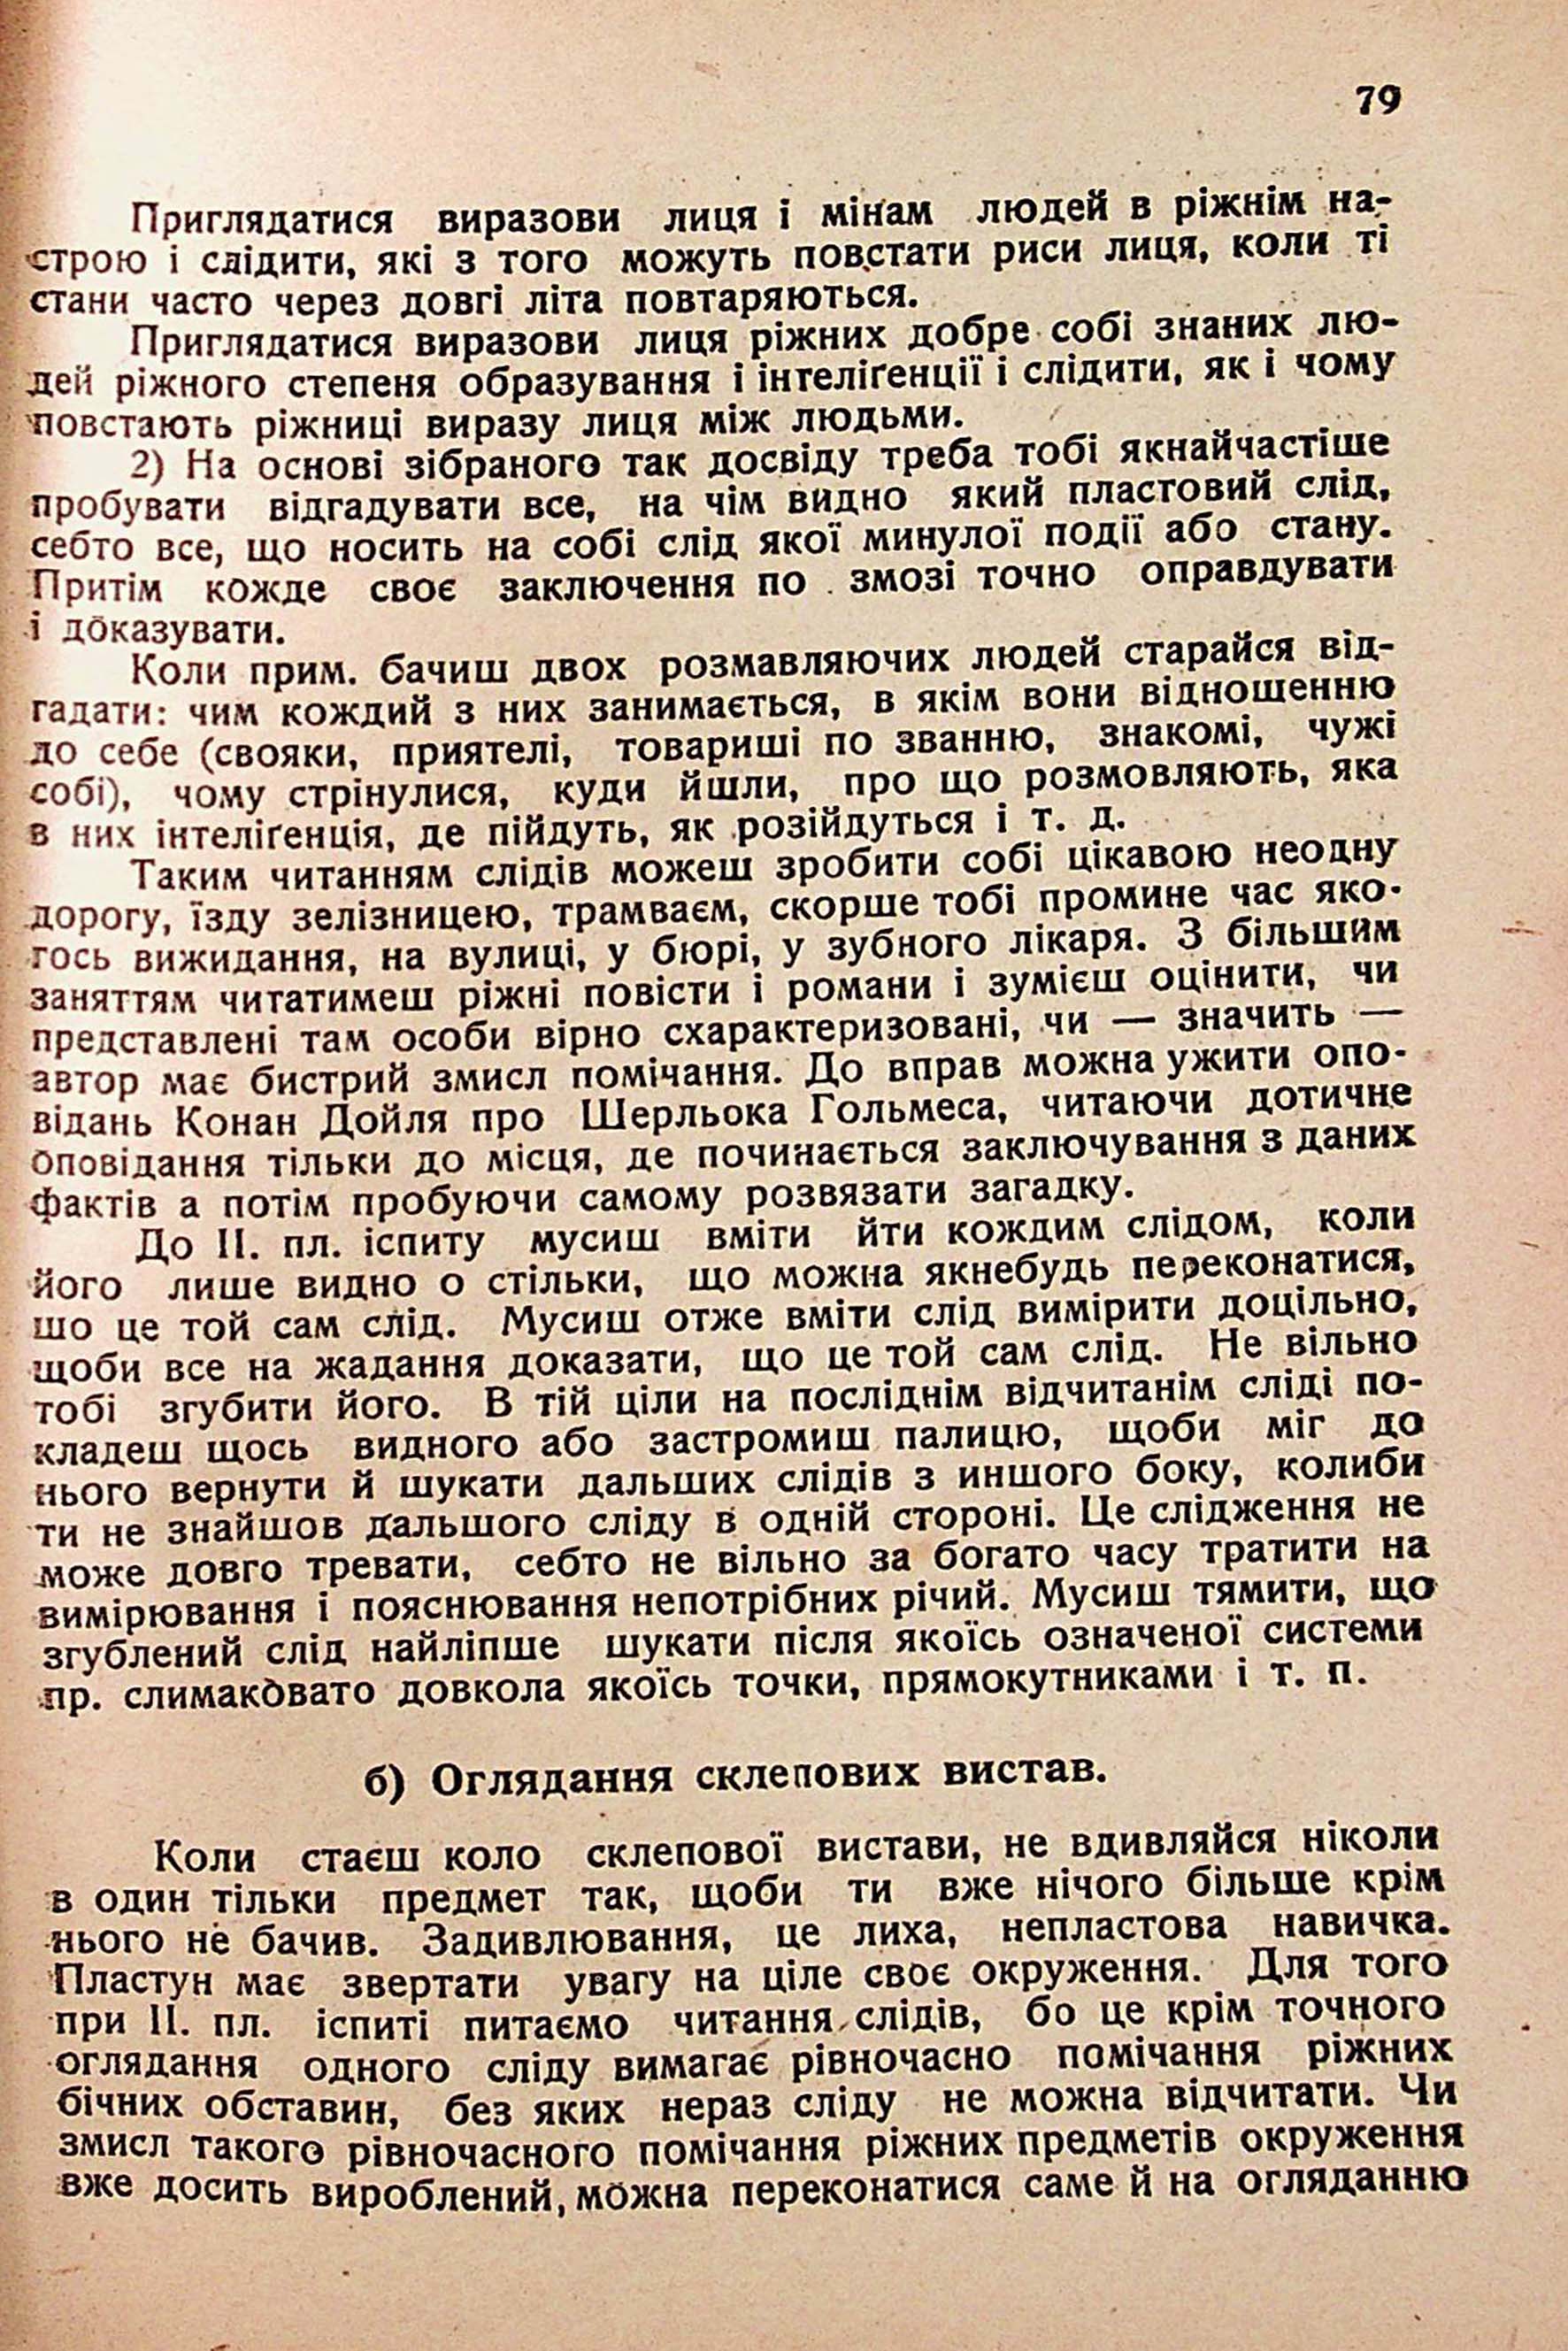 79
Приглядатися виразови лиця і мінам людей в ріжнім на-
строю і слідити, які з того можуть повстати риси лиця, коли ті
стани часто через довгі літа повтаряються.
Приглядатися виразови лиця ріжних добре собі знаних лю-
дей ріжного степеня образування і інтеліґенції і слідити, як і чому
повстають ріжниці виразу лиця між людьми.
2) На основі зібраного так досвіду треба тобі якнайчастіше
пробувати відгадувати все, на чім видно який пластовий слід,
себто все, що носить на собі слід якої минулої події або стану.
Притім кожде своє заключення по змозі точно оправдувати
і доказувати.
Коли прим. бачиш двох розмавляючих людей старайся від-
гадати: чим кождий з них занимається, в якім вони відношенню
до себе (свояки, приятелі, товариші по званню, знакомі, чужі
собі), чому стрінулися, куди йшли, про що розмовляють, яка
в них інтеліґенція, де пійдуть, як розійдуться і т. д.
Таким читанням слідів можеш зробити собі цікавою неодну
дорогу, їзду зелізницею, трамваєм, скорше тобі промине час яко-
гось вижидання, на вулиці, у бюрі, у зубного лікаря. З більшим
заняттям читатимеш ріжні повісти і романи і зумієш оцінити, чи
представлені там особи вірно схарактеризовані, чи — значить —
автор має бистрий змисл помічання. До вправ можна ужити опо-
відань Конан Дойля про Шерльока Гольмеса, читаючи дотичне
оповідання тільки до місця, де починається заключування з даних
фактів а потім пробуючи самому розвязати загадку.
До II. пл. іспиту мусиш вміти йти кождим слідом, коли
його лише видно о стільки, що можна якнебудь переконатися,
шо це той сам слід. Мусиш отже вміти слід вимірити доцільно,
щоби все на жадання доказати, що це той сам слід. Не вільно
тобі згубити його. В тій ціли на посліднім відчитанім сліді по-
кладеш щось видного або застромиш палицю, щоби міг до
нього вернути й шукати дальших слідів з иншого боку, колиби
ти не знайшов дальшого сліду в одній стороні. Це слідження не
може довго тревати, себто не вільно за богато часу тратити на
вимірювання і пояснювання непотрібних річий. Мусиш тямити, що
згублений слід найліпше шукати після якоїсь означеної системи
пр. слимаковато довкола якоїсь точки, прямокутниками і т. п.
б) Оглядання склепових вистав.
Коли стаєш коло склепової вистави, не вдивляйся ніколи
в один тільки предмет так, щоби ти вже нічого більше крім
нього не бачив. Задивлювання, це лиха, непластова навичка.
Пластун має звертати увагу на ціле своє окруження. Для того
при II. пл. іспиті питаємо читання слідів, бо це крім точного
оглядання одного сліду вимагає рівночасно помічання ріжних
бічних обставин, без яких нераз сліду не можна відчитати. Чи
змисл такого рівночасного помічання ріжних предметів окруження
вже досить вироблений, можна переконатися саме й на огляданню